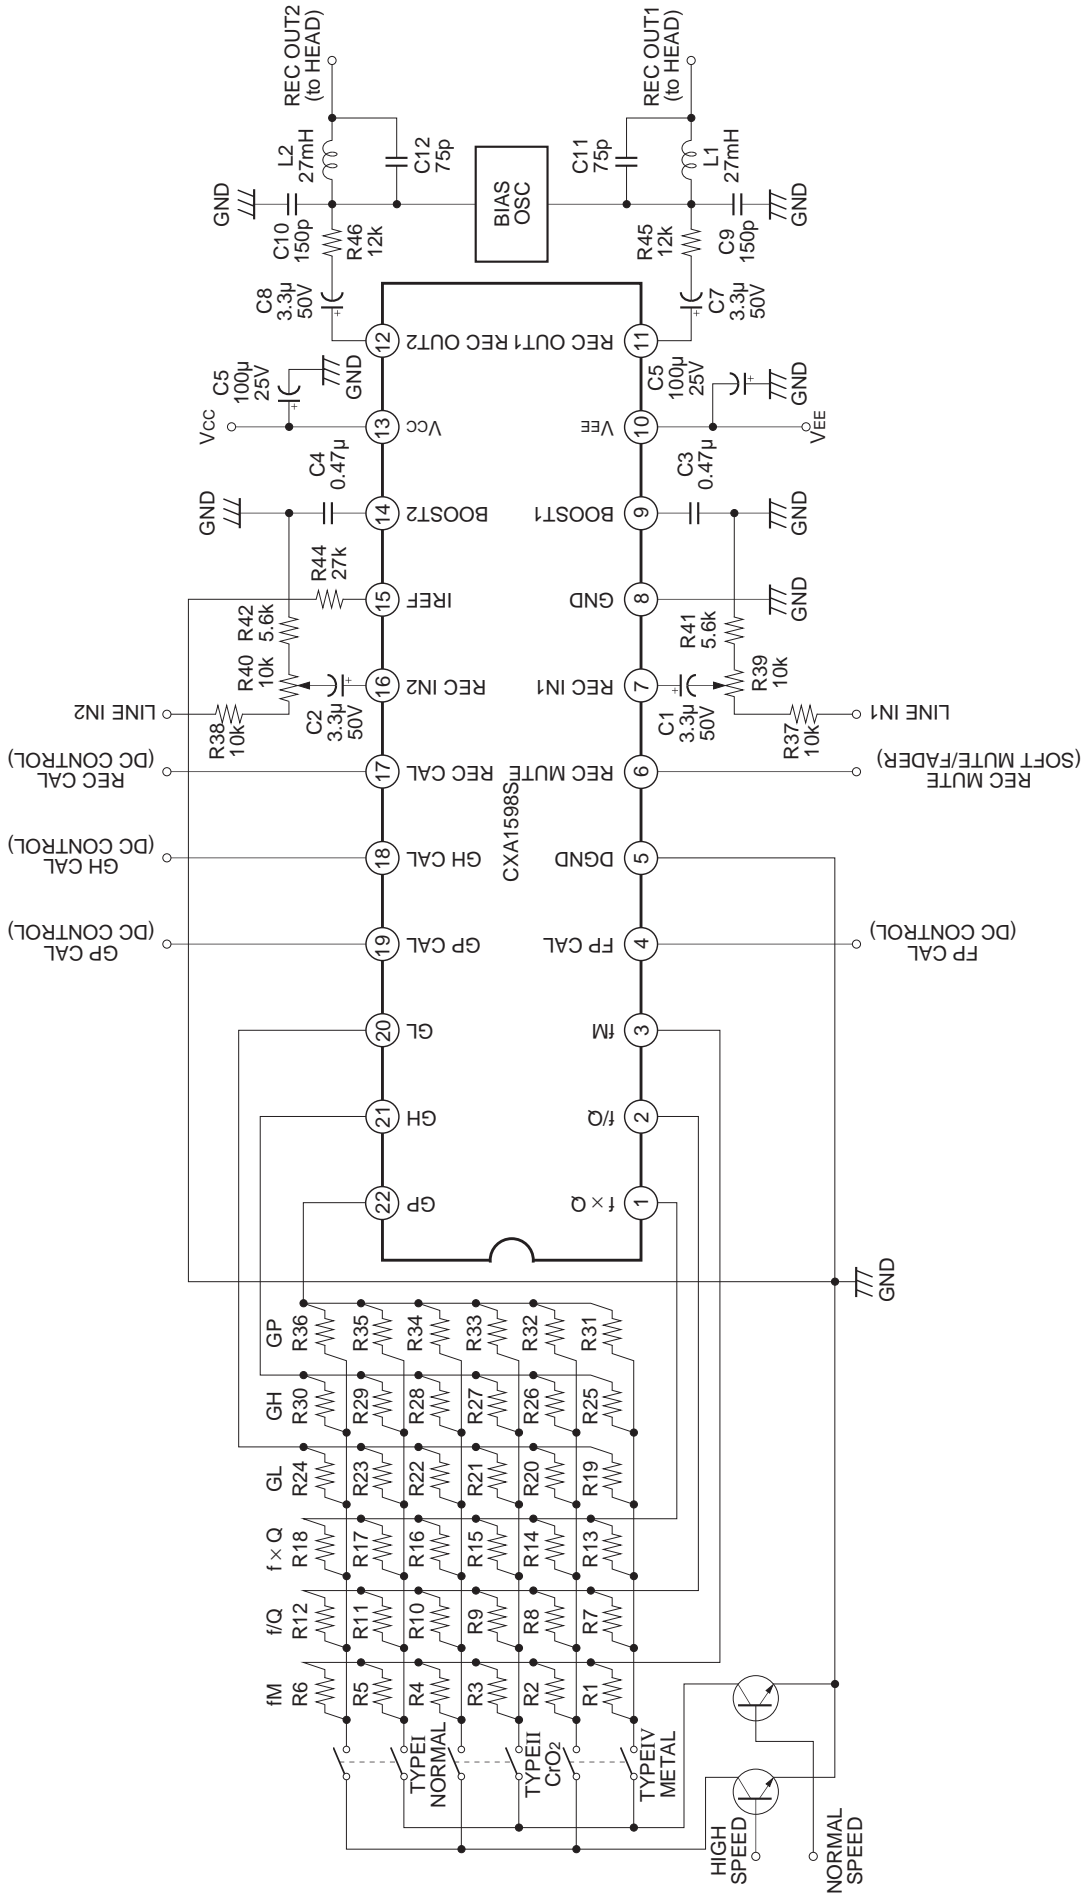 REC OUT2
(to HEAD)
REC OUT1
(to HEAD)
L2
27mH
C12
75p
C11
75p
L1
27mH
GND
C10
150p
R46
12k
BIAS
OSC
R45
12k
C9
150p
GND
C8
3.3µ
50V
+
C7
3.3µ
50V
+
12
REC OUT2
REC OUT1
11
C5
100µ
25V
+
GND
C5
100µ
25V
+
GND
VCC
13
VCC
VEE
10
VEE
C4
0.47µ
C3
0.47µ
GND
14
BOOST2
BOOST1
9
GND
R44
27k
15
IREF
GND
8
GND
R42
5.6k
R41
5.6k
R40
10k
R39
10k
C2
3.3µ
50V
+
16
REC IN2
REC IN1
7
C1
3.3µ
50V
+
LINE IN2
R38
10k
R37
10k
LINE IN1
REC CAL
(DC CONTROL)
17
REC CAL
REC MUTE
6
REC MUTE
(SOFT MUTE/FADER)
CXA1598S
GH CAL
(DC CONTROL)
18
GH CAL
DGND
5
GP CAL
(DC CONTROL)
19
GP CAL
FP CAL
4
FP CAL
(DC CONTROL)
20
GL
fM
3
21
GH
f/Q
2
22
GP
f × Q
1
GND
GP
R36
R35
R34
R33
R32
R31
GH
R30
R29
R28
R27
R26
R25
GL
R24
R23
R22
R21
R20
R19
f × Q
R18
R17
R16
R15
R14
R13
f/Q
R12
R11
R10
R9
R8
R7
fM
R6
R5
R4
R3
R2
R1
TYPEI
NORMAL
TYPEII
CrO2
TYPEIV
METAL
HIGH
SPEED
NORMAL
SPEED